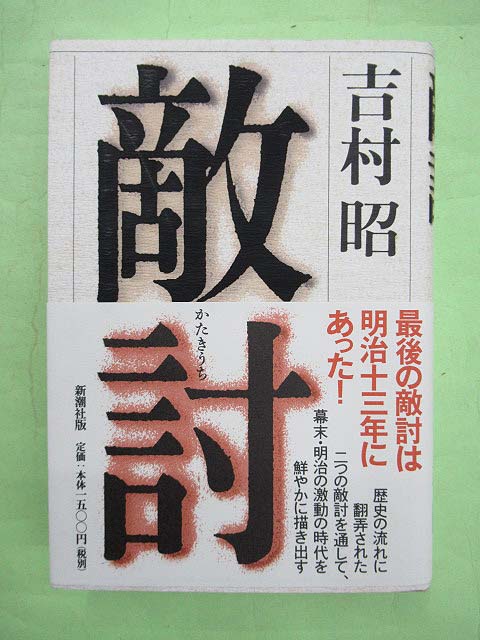 吉村昭
敵討
かたきうち
最後の敵討は
明治十三年に
あった!
歴史の流れに
翻弄された
二つの敵討を通して、
幕末・明治の激動の時代を
鮮やかに描き出す
新潮社版 定価:本体一五〇〇円(税別)